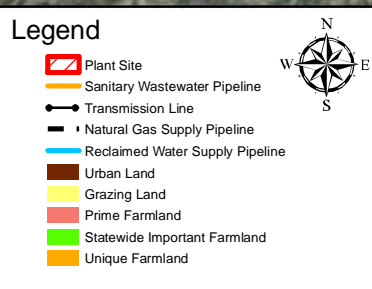 Legend
N
W E
S
Plant Site
Sanitary Wastewater Pipeline
Transmission Line
Natural Gas Supply Pipeline
Reclaimed Water Supply Pipeline
Urban Land
Grazing Land
Prime Farmland
Statewide Important Farmland
Unique Farmland